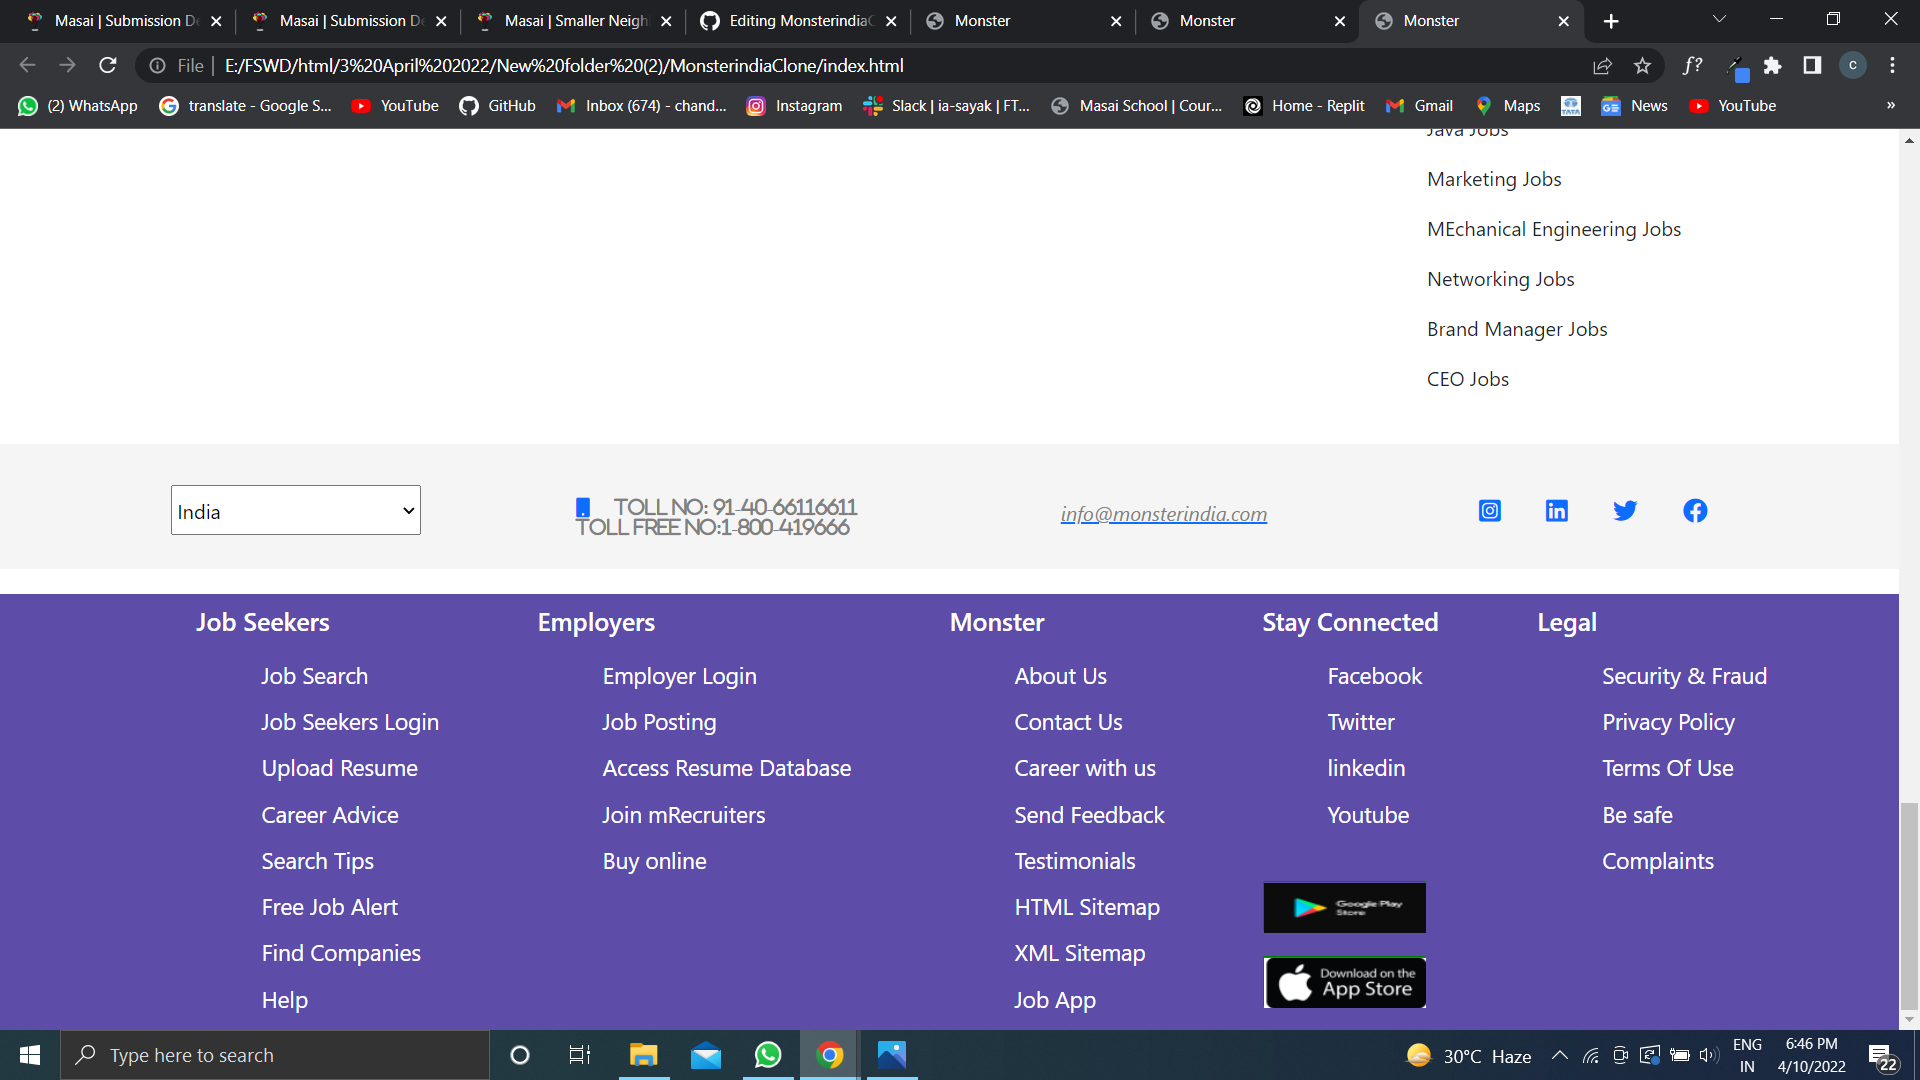 Masai | Submission De
Masai | Submission De
Masai | Smaller Neigh
Editing MonsterindiaC
Monster
Monster
Monster
File
E:/FSWD/html/3%20April%202022/New%20folder%20(2)/MonsterindiaClone/index.html
f?
c
(2) WhatsApp
translate - Google S...
YouTube
GitHub
Inbox (674) - chand...
Instagram
Slack | ia-sayak | FT...
Masai School | Cour...
Home - Replit
Gmail
Maps
TATA
News
YouTube
»
Java Jobs
Marketing Jobs
MEchanical Engineering Jobs
Networking Jobs
Brand Manager Jobs
CEO Jobs
India
TOLL NO: 91-40-66116611
TOLL FREE NO:1-800-419666
info@monsterindia.com
Job Seekers
Job Search
Job Seekers Login
Upload Resume
Career Advice
Search Tips
Free Job Alert
Find Companies
Help
Employers
Employer Login
Job Posting
Access Resume Database
Join mRecruiters
Buy online
Monster
About Us
Contact Us
Career with us
Send Feedback
Testimonials
HTML Sitemap
XML Sitemap
Job App
Stay Connected
Facebook
Twitter
linkedin
Youtube
Google Play
Store
Download on the
App Store
Legal
Security & Fraud
Privacy Policy
Terms Of Use
Be safe
Complaints
Type here to search
30°C Haze
ENG
IN
6:46 PM
4/10/2022
22